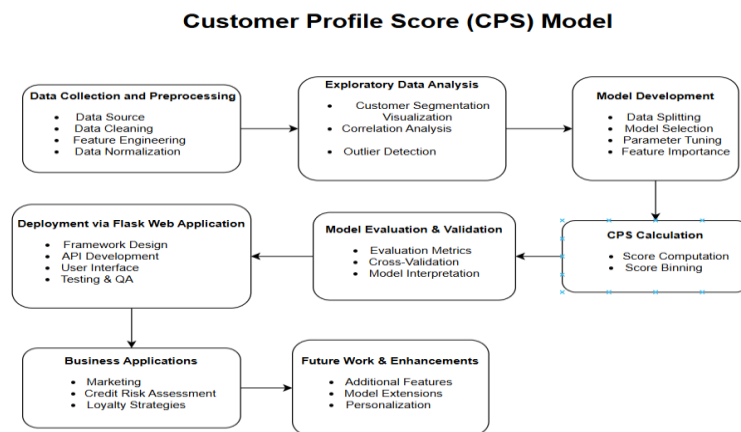 Customer Profile Score (CPS) Model
Data Collection and Preprocessing
Data Source
Data Cleaning
Feature Engineering
Data Normalization
Exploratory Data Analysis
Customer Segmentation
Visualization
Correlation Analysis
Outlier Detection
Model Development
Data Splitting
Model Selection
Parameter Tuning
Feature Importance
CPS Calculation
Score Computation
Score Binning
Model Evaluation & Validation
Evaluation Metrics
Cross-Validation
Model Interpretation
Deployment via Flask Web Application
Framework Design
API Development
User Interface
Testing & QA
Business Applications
Marketing
Credit Risk Assessment
Loyalty Strategies
Future Work & Enhancements
Additional Features
Model Extensions
Personalization